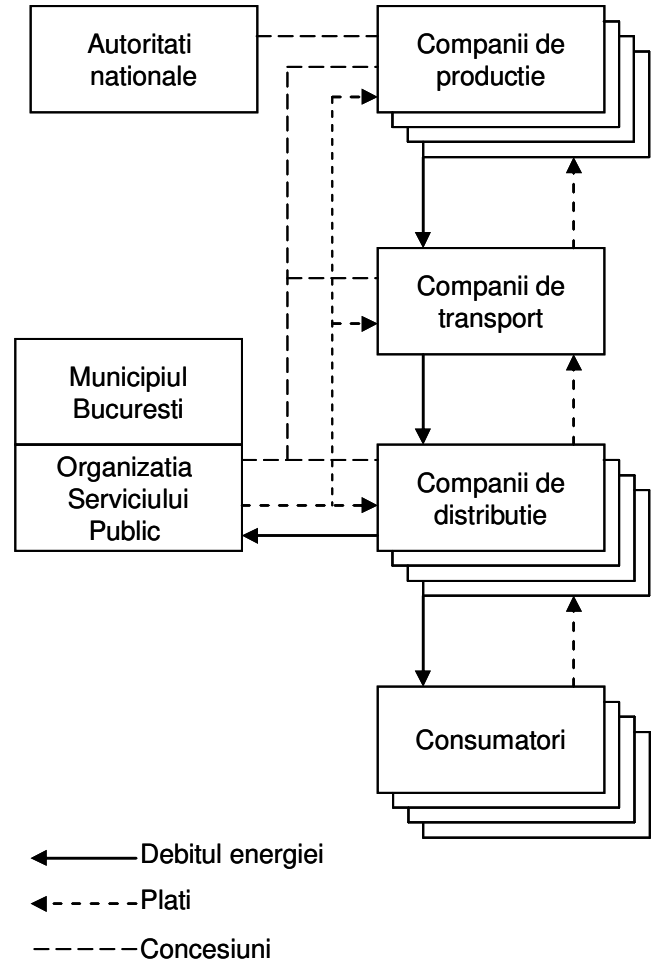 Autoritati
nationale
Companii de
productie
Companii de
transport
Municipiul
Bucuresti
Organizatia
Serviciului
Public
Companii de
distributie
Consumatori
Debitul energiei
Plati
Concesiuni